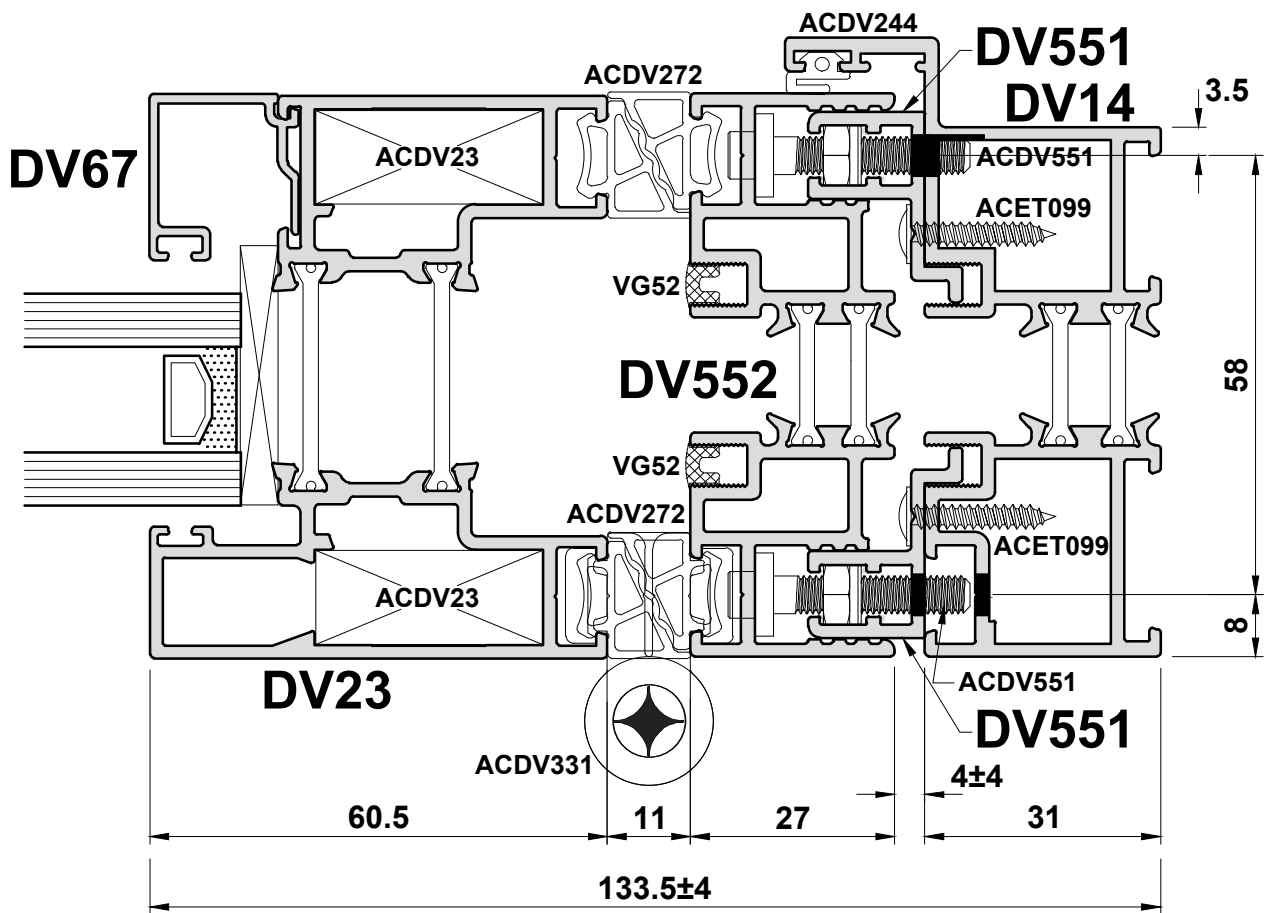 ACDV244
DV551
ACDV272
DV14
3.5
DV67
ACDV23
ACDV551
ACET099
VG52
DV552
58
VG52
ACDV272
ACET099
ACDV23
8
DV23
ACDV551
DV551
ACDV331
4±4
60.5
11
27
31
133.5±4